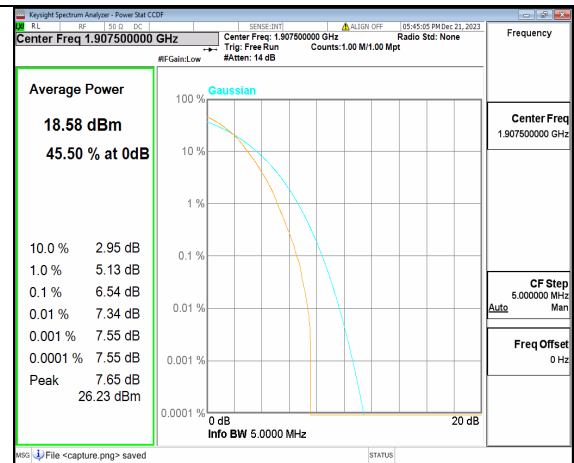 Keysight Spectrum Analyzer - Power Stat CCDF
LXI RL RF 50 Ω DC SENSE:INT ALIGN OFF 05:45:05 PM Dec 21, 2023
Center Freq 1.907500000 GHz
Center Freq: 1.907500000 GHz Radio Std: None
Trig: Free Run Counts:1.00 M/1.00 Mpt
#IFGain:Low #Atten: 14 dB
Frequency
Average Power
18.58 dBm
45.50 % at 0dB
10.0 % 2.95 dB
1.0 % 5.13 dB
0.1 % 6.54 dB
0.01 % 7.34 dB
0.001 % 7.55 dB
0.0001 % 7.55 dB
Peak 7.65 dB
26.23 dBm
Gaussian
100 %
10 %
1 %
0.1 %
0.01 %
0.001 %
0.0001 %
0 dB 20 dB
Info BW 5.0000 MHz
Center Freq
1.907500000 GHz
CF Step
5.000000 MHz
Auto Man
Freq Offset
0 Hz
MSG File <capture.png> saved STATUS